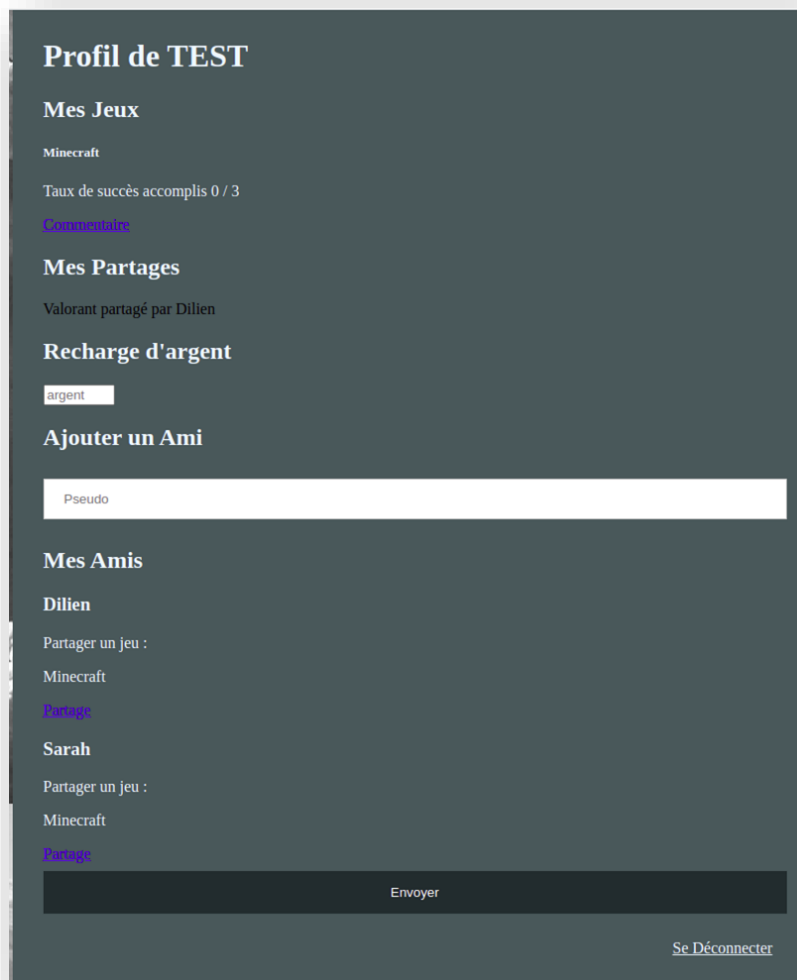 Profil de TEST
Mes Jeux
Minecraft
Taux de succès accomplis 0 / 3
Commentaire
Mes Partages
Valorant partagé par Dilien
Recharge d'argent
argent
Ajouter un Ami
Pseudo
Mes Amis
Dilien
Partager un jeu :
Minecraft
Partage
Sarah
Partager un jeu :
Minecraft
Partage
Envoyer
Se Déconnecter